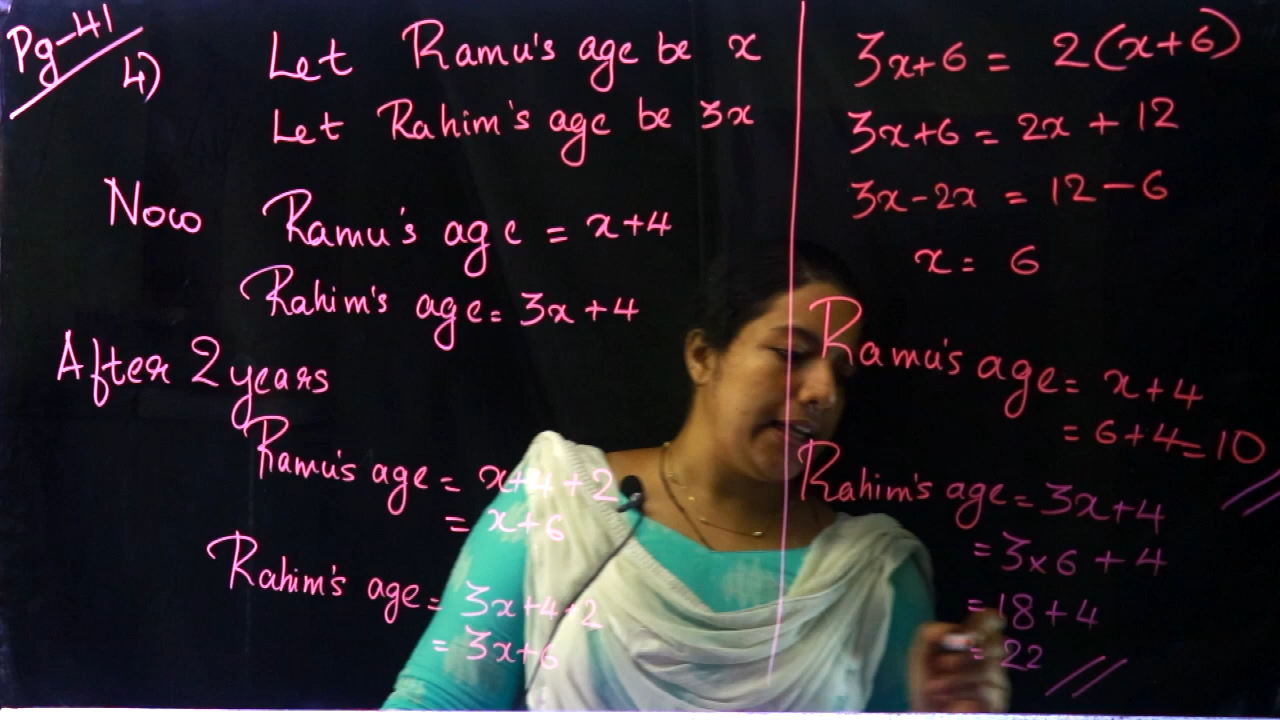 Pg-41
4)
Let Ramu's age be x
Let Rahim's age be 3x
Now Ramu's age = x+4
Rahim's age = 3x+4
After 2 years
Ramu's age = x+4+2
= x+6
Rahim's age = 3x+4+2
= 3x+6
3x+6 = 2(x+6)
3x+6 = 2x + 12
3x-2x = 12-6
x = 6
Ramu's age = x+4
= 6+4=10
Rahim's age = 3x+4
= 3x6 + 4
= 18+4
= 22